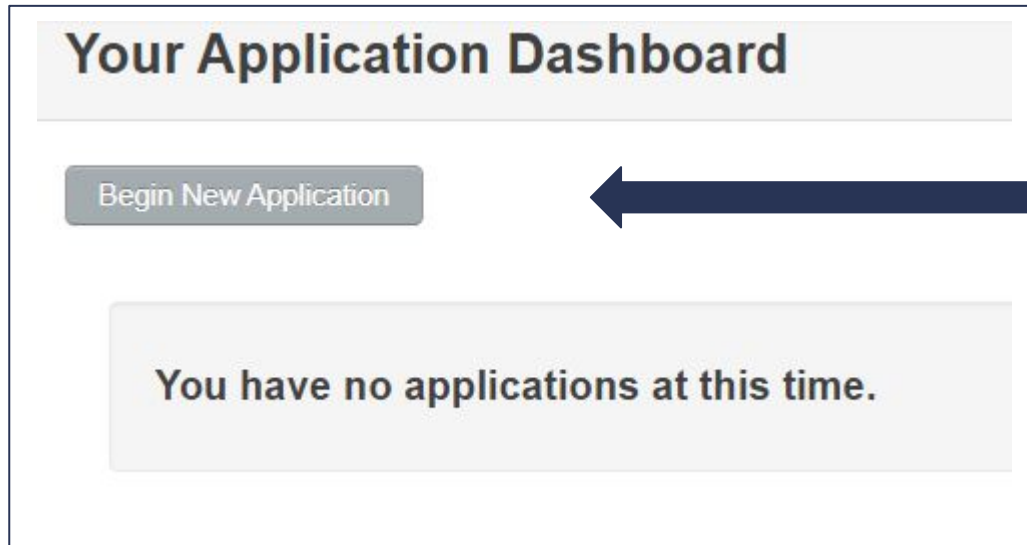 Your Application Dashboard
Begin New Application
You have no applications at this time.